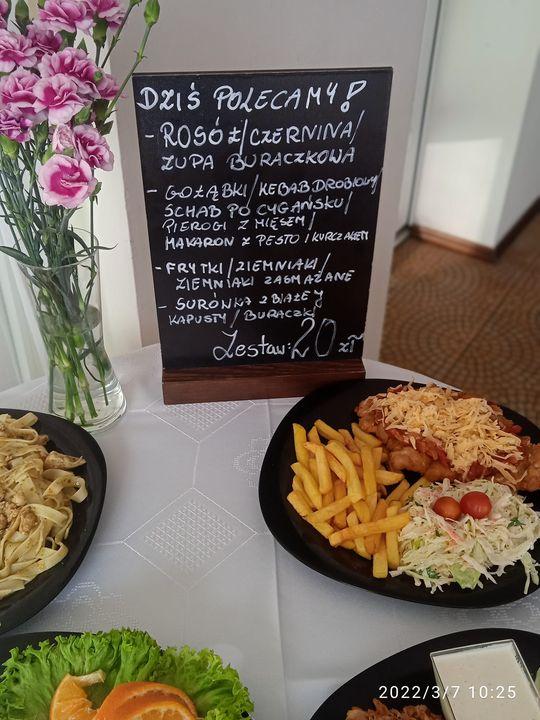 DZIŚ POLECAMY!
- ROSÓŁ/CZERNINA/
ZUPA BURACZKOWA
- GOŁĄBKI/KEBAB DROBIOWY/
SCHAB PO CYGAŃSKU/
PIEROGI Z MIĘSEM/
MAKARON Z PESTO I KURCZAKIEM
- FRYTKI/ZIEMNIAKI/
ZIEMNIAKI ZASMAŻANE
- SURÓWKA Z BIAŁEJ
KAPUSTY/BURACZKI
Zestaw: 20 zł
2022/3/7 10:25